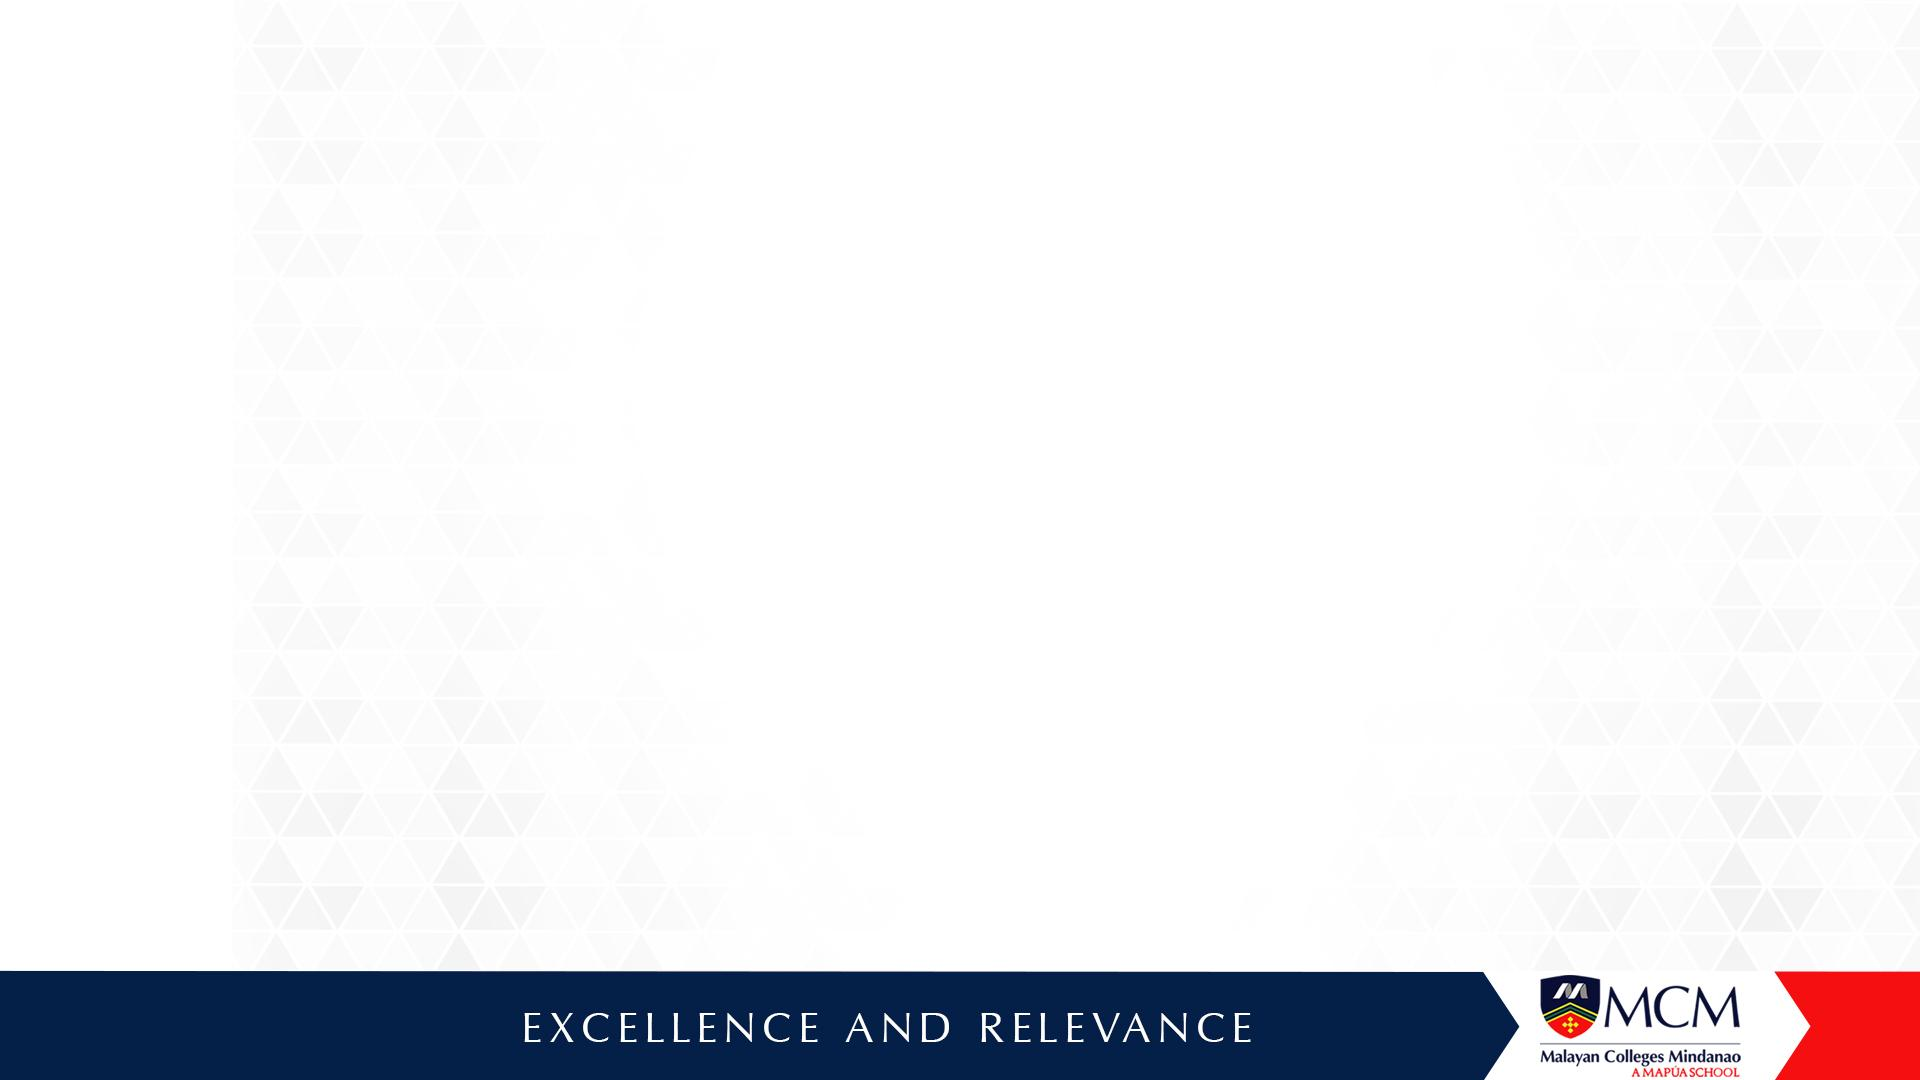 EXCELLENCE AND RELEVANCE
MCM
Malayan Colleges Mindanao
A MAPÚA SCHOOL